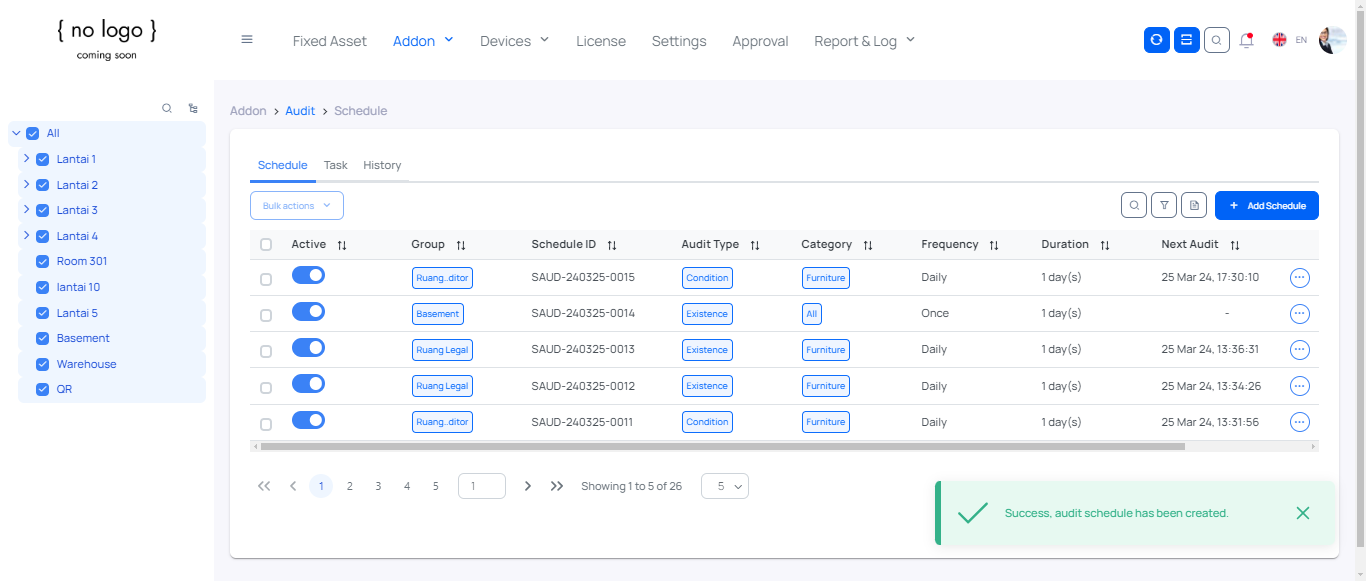 { no logo }
coming soon
Fixed Asset Addon Devices License Settings Approval Report & Log EN
All
Lantai 1
Lantai 2
Lantai 3
Lantai 4
Room 301
lantai 10
Lantai 5
Basement
Warehouse
QR
Addon > Audit > Schedule
Schedule Task History
Bulk actions + Add Schedule
Active Group Schedule ID Audit Type Category Frequency Duration Next Audit
Ruang..ditor SAUD-240325-0015 Condition Furniture Daily 1 day(s) 25 Mar 24, 17:30:10
Basement SAUD-240325-0014 Existence All Once 1 day(s) -
Ruang Legal SAUD-240325-0013 Existence Furniture Daily 1 day(s) 25 Mar 24, 13:36:31
Ruang Legal SAUD-240325-0012 Existence Furniture Daily 1 day(s) 25 Mar 24, 13:34:26
Ruang..ditor SAUD-240325-0011 Condition Furniture Daily 1 day(s) 25 Mar 24, 13:31:56
1 2 3 4 5 1 Showing 1 to 5 of 26 5
Success, audit schedule has been created.